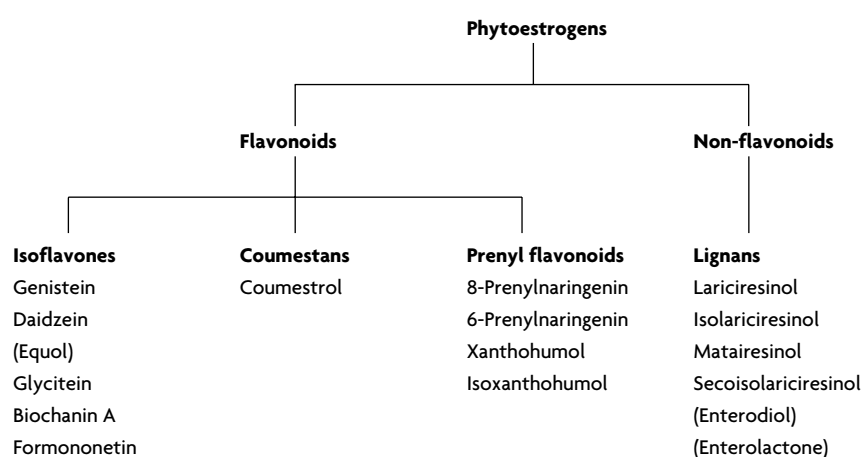 Phytoestrogens
Flavonoids
Non-flavonoids
Isoflavones
Genistein
Daidzein
(Equol)
Glycitein
Biochanin A
Formononetin
Coumestans
Coumestrol
Prenyl flavonoids
8-Prenylnaringenin
6-Prenylnaringenin
Xanthohumol
Isoxanthohumol
Lignans
Lariciresinol
Isolariciresinol
Matairesinol
Secoisolariciresinol
(Enterodiol)
(Enterolactone)